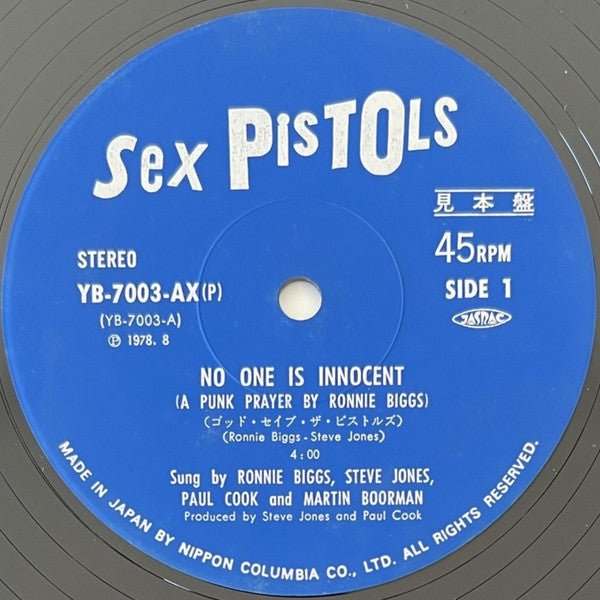 Sex PisTOLs
見本盤
STEREO
45RPM
YB-7003-AX(P)
SIDE 1
(YB-7003-A)
JASRAC
Ⓟ 1978. 8
NO ONE IS INNOCENT
(A PUNK PRAYER BY RONNIE BIGGS)
(ゴッド・セイブ・ザ・ピストルズ)
(Ronnie Biggs - Steve Jones)
4:00
Sung by RONNIE BIGGS, STEVE JONES,
PAUL COOK and MARTIN BOORMAN
Produced by Steve Jones and Paul Cook
MADE IN JAPAN BY NIPPON COLUMBIA CO., LTD. ALL RIGHTS RESERVED.